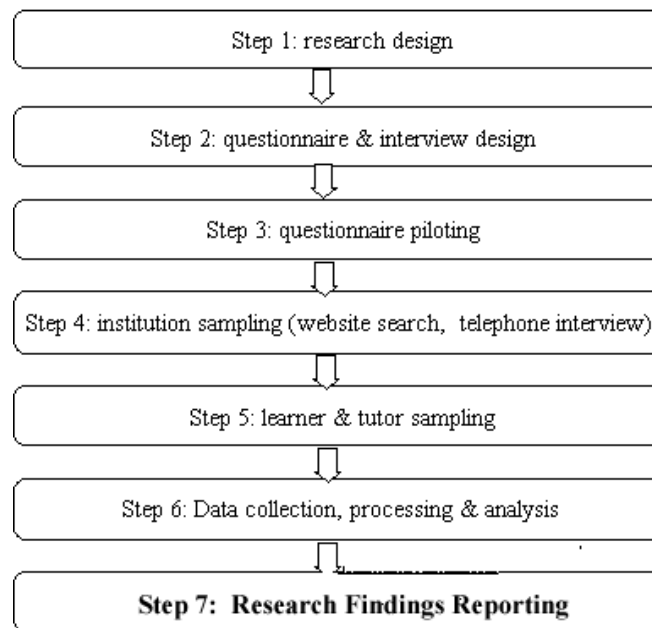 Step 1: research design
Step 2: questionnaire & interview design
Step 3: questionnaire piloting
Step 4: institution sampling (website search, telephone interview)
Step 5: learner & tutor sampling
Step 6: Data collection, processing & analysis
Step 7: Research Findings Reporting